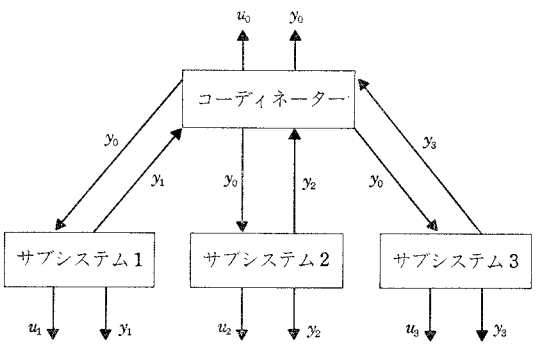 u₀ y₀
コーディネーター
y₀ y₁ y₀ y₂ y₀ y₃
サブシステム1 サブシステム2 サブシステム3
u₁ y₁ u₂ y₂ u₃ y₃